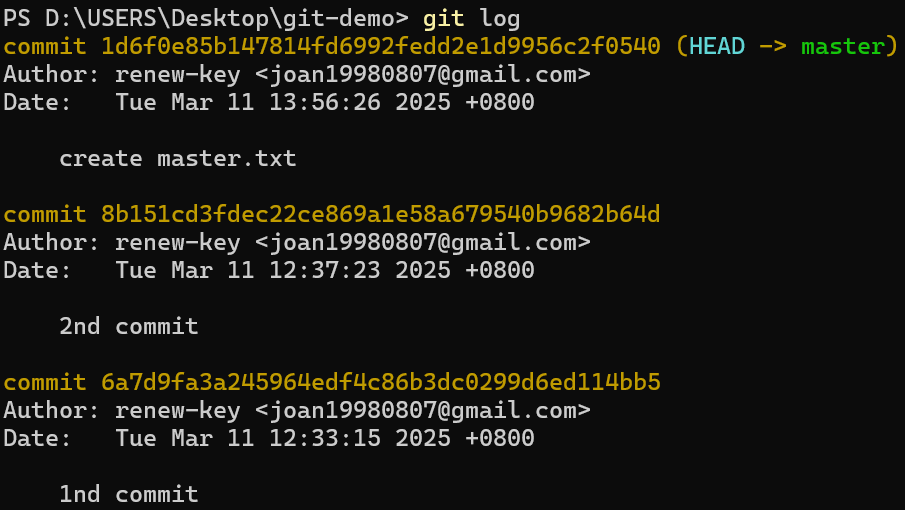 PS D:\USERS\Desktop\git-demo> git log
commit 1d6f0e85b147814fd6992fedd2e1d9956c2f0540 (HEAD -> master)
Author: renew-key <joan19980807@gmail.com>
Date:   Tue Mar 11 13:56:26 2025 +0800
    create master.txt
commit 8b151cd3fdec22ce869a1e58a679540b9682b64d
Author: renew-key <joan19980807@gmail.com>
Date:   Tue Mar 11 12:37:23 2025 +0800
    2nd commit
commit 6a7d9fa3a245964edf4c86b3dc0299d6ed114bb5
Author: renew-key <joan19980807@gmail.com>
Date:   Tue Mar 11 12:33:15 2025 +0800
    1nd commit